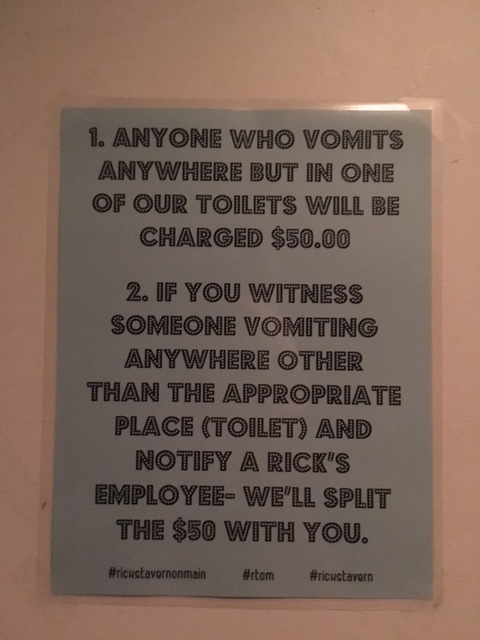 1. ANYONE WHO VOMITS
ANYWHERE BUT IN ONE
OF OUR TOILETS WILL BE
CHARGED $50.00
2. IF YOU WITNESS
SOMEONE VOMITING
ANYWHERE OTHER
THAN THE APPROPRIATE
PLACE (TOILET) AND
NOTIFY A RICK'S
EMPLOYEE- WE'LL SPLIT
THE $50 WITH YOU.
#rickstavernonmain #rtom #rickstavern